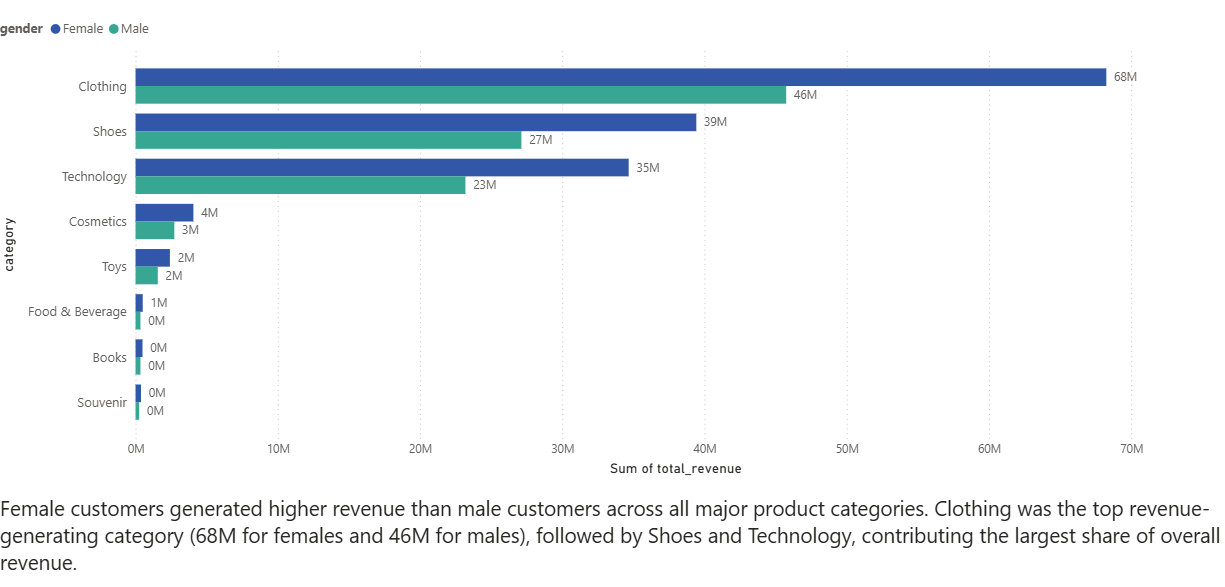 gender Female Male
Clothing
68M
46M
Shoes
39M
27M
Technology
35M
23M
Cosmetics
4M
3M
Toys
2M
2M
Food & Beverage
1M
0M
Books
0M
0M
Souvenir
0M
0M
category
0M 10M 20M 30M 40M 50M 60M 70M
Sum of total_revenue
Female customers generated higher revenue than male customers across all major product categories. Clothing was the top revenue-
generating category (68M for females and 46M for males), followed by Shoes and Technology, contributing the largest share of overall
revenue.